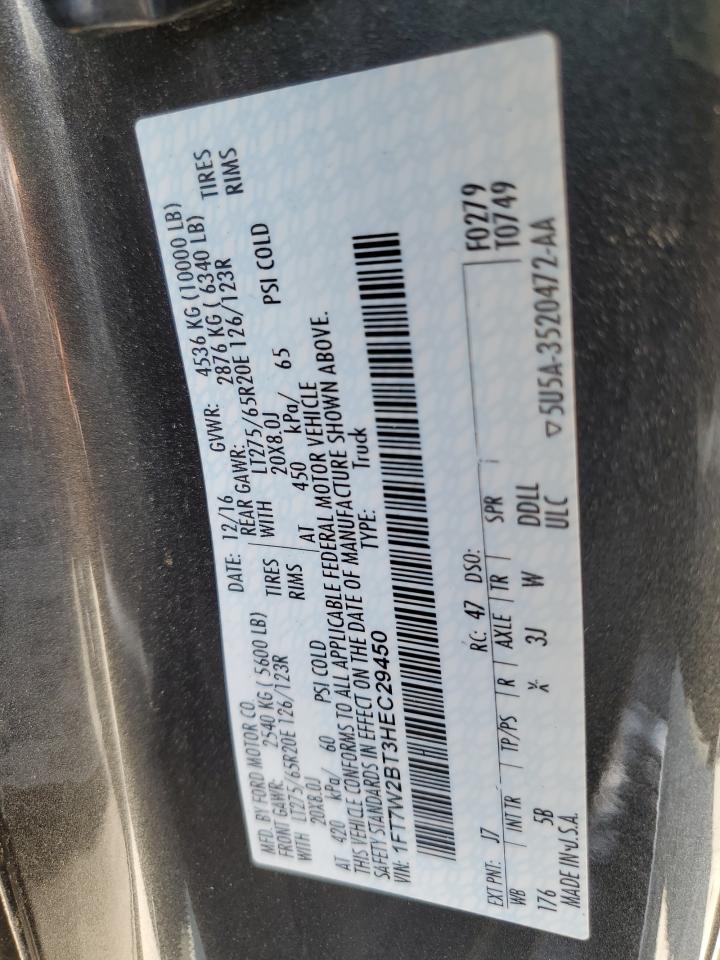 MFD. BY FORD MOTOR CO.
DATE: 12/16 GVWR: 4536 KG (10000 LB)
FRONT GAWR: 2540 KG ( 5600 LB) REAR GAWR: 2876 KG ( 6340 LB)
WITH LT275/65R20E 126/123R TIRES WITH LT275/65R20E 126/123R TIRES
20X8.0J RIMS 20X8.0J RIMS
AT 420 kPa/ 60 PSI COLD AT 450 kPa/ 65 PSI COLD
THIS VEHICLE CONFORMS TO ALL APPLICABLE FEDERAL MOTOR VEHICLE
SAFETY STANDARDS IN EFFECT ON THE DATE OF MANUFACTURE SHOWN ABOVE.
VIN: 1FT7W2BT3HEC29450 TYPE: Truck
H
EXT PNT: J7 RC: 47 DSO: F0279
WB INTTR TP/PS R AXLE TR SPR T0749
176 5B X 3J W DDLL
MADE IN U.S.A. ULC ▽5U5A-3520472-AA